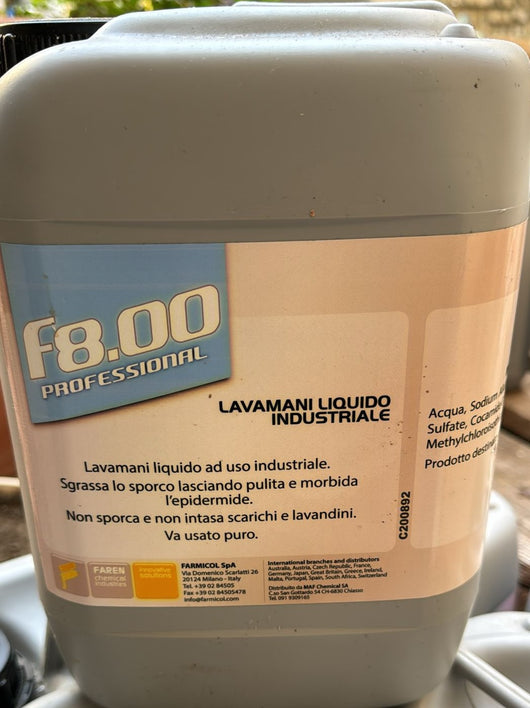 f8.00
PROFESSIONAL
LAVAMANI LIQUIDO
INDUSTRIALE
Lavamani liquido ad uso industriale.
Sgrassa lo sporco lasciando pulita e morbida
l'epidermide.
Non sporca e non intasa scarichi e lavandini.
Va usato puro.
C200892
Acqua, Sodium
Sulfate,
Prodotto
FAREN
chemical
industries
innovative
solutions
FARMICOL SpA
Via Domenico Scarlatti 26
20124 Milano - Italy
Tel. +39 02 84505
Fax +39 02 84505478
info@farmicol.com
International branches and distributors
Australia, Austria, Czech Republic, France,
Germany, Japan, Great Britain, Greece, Ireland,
Malta, Portugal, Spain, South Africa, Switzerland
Distribuito da MAF Chemical SA
C.so San Gottardo 54 CH-6830 Chiasso
Tel. 091 9309165